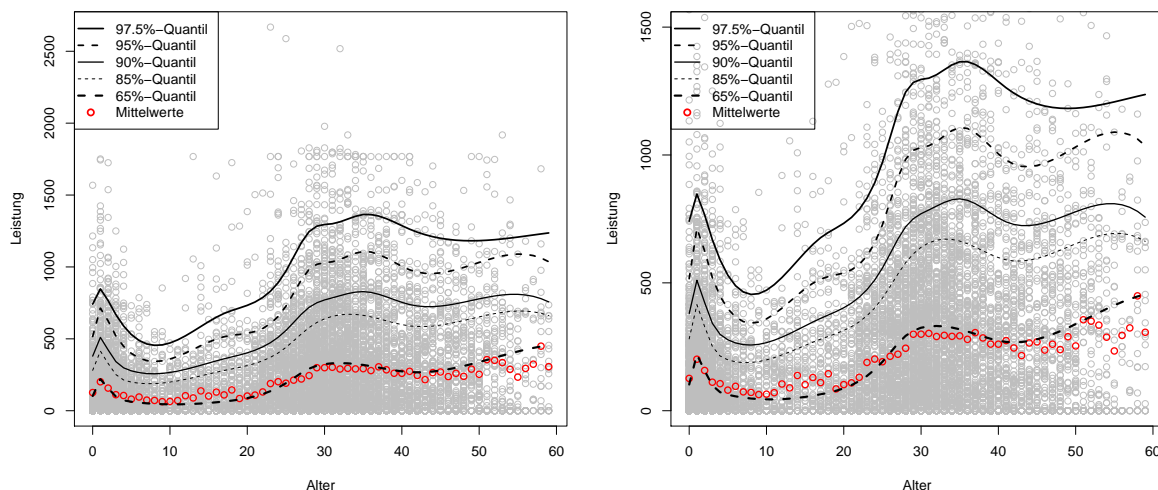 97.5%−Quantil
95%−Quantil
90%−Quantil
85%−Quantil
65%−Quantil
Mittelwerte
Leistung
2500
2000
1500
1000
500
0
0 10 20 30 40 50 60
Alter
97.5%−Quantil
95%−Quantil
90%−Quantil
85%−Quantil
65%−Quantil
Mittelwerte
Leistung
1500
1000
500
0
0 10 20 30 40 50 60
Alter